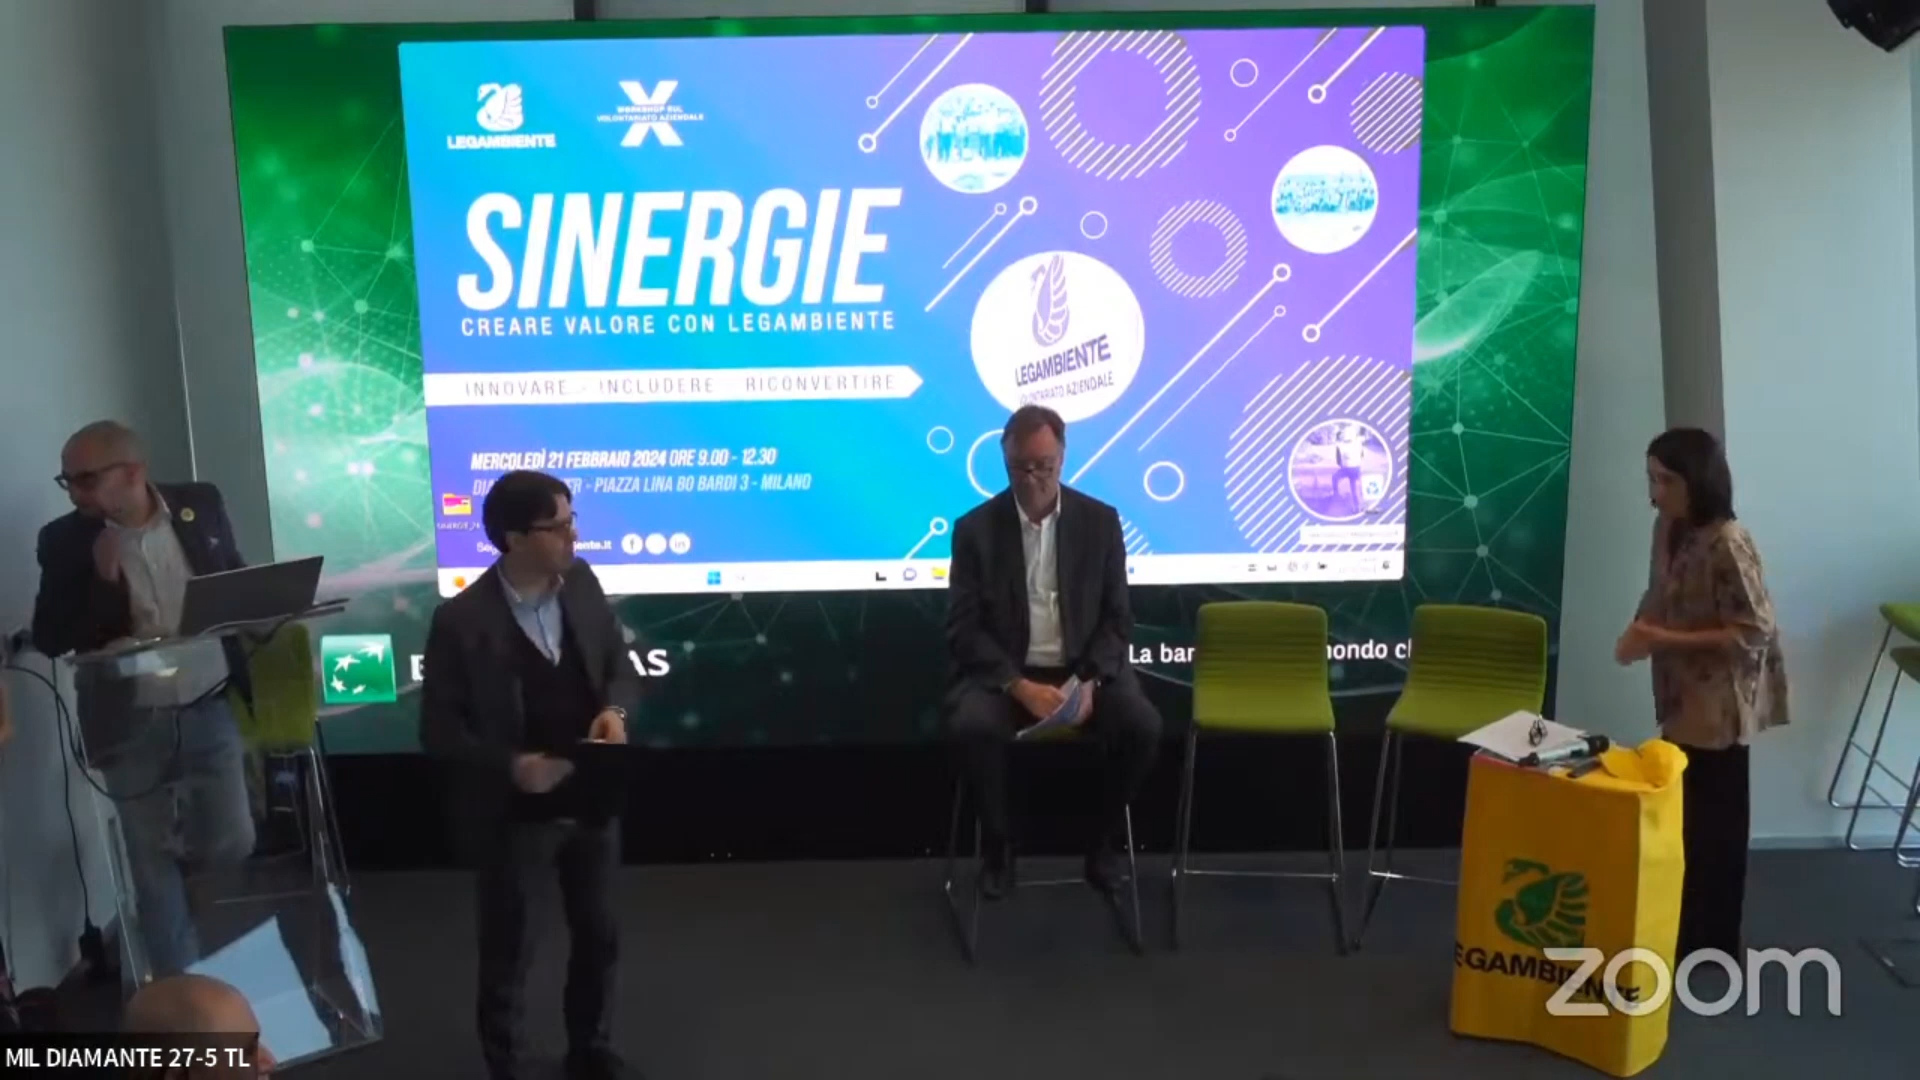 LEGAMBIENTE
WORKSHOP SUL
VOLONTARIATO AZIENDALE
X
SINERGIE
CREARE VALORE CON LEGAMBIENTE
INNOVARE - INCLUDERE - RICONVERTIRE
MERCOLEDÌ 21 FEBBRAIO 2024 ORE 9.00 - 12.30
PIAZZA LINA BO BARDI 3 - MILANO
LEGAMBIENTE
VOLONTARIATO AZIENDALE
AS
La ban
mondo
LEGAMBIENTE
zoom
MIL DIAMANTE 27-5 TL